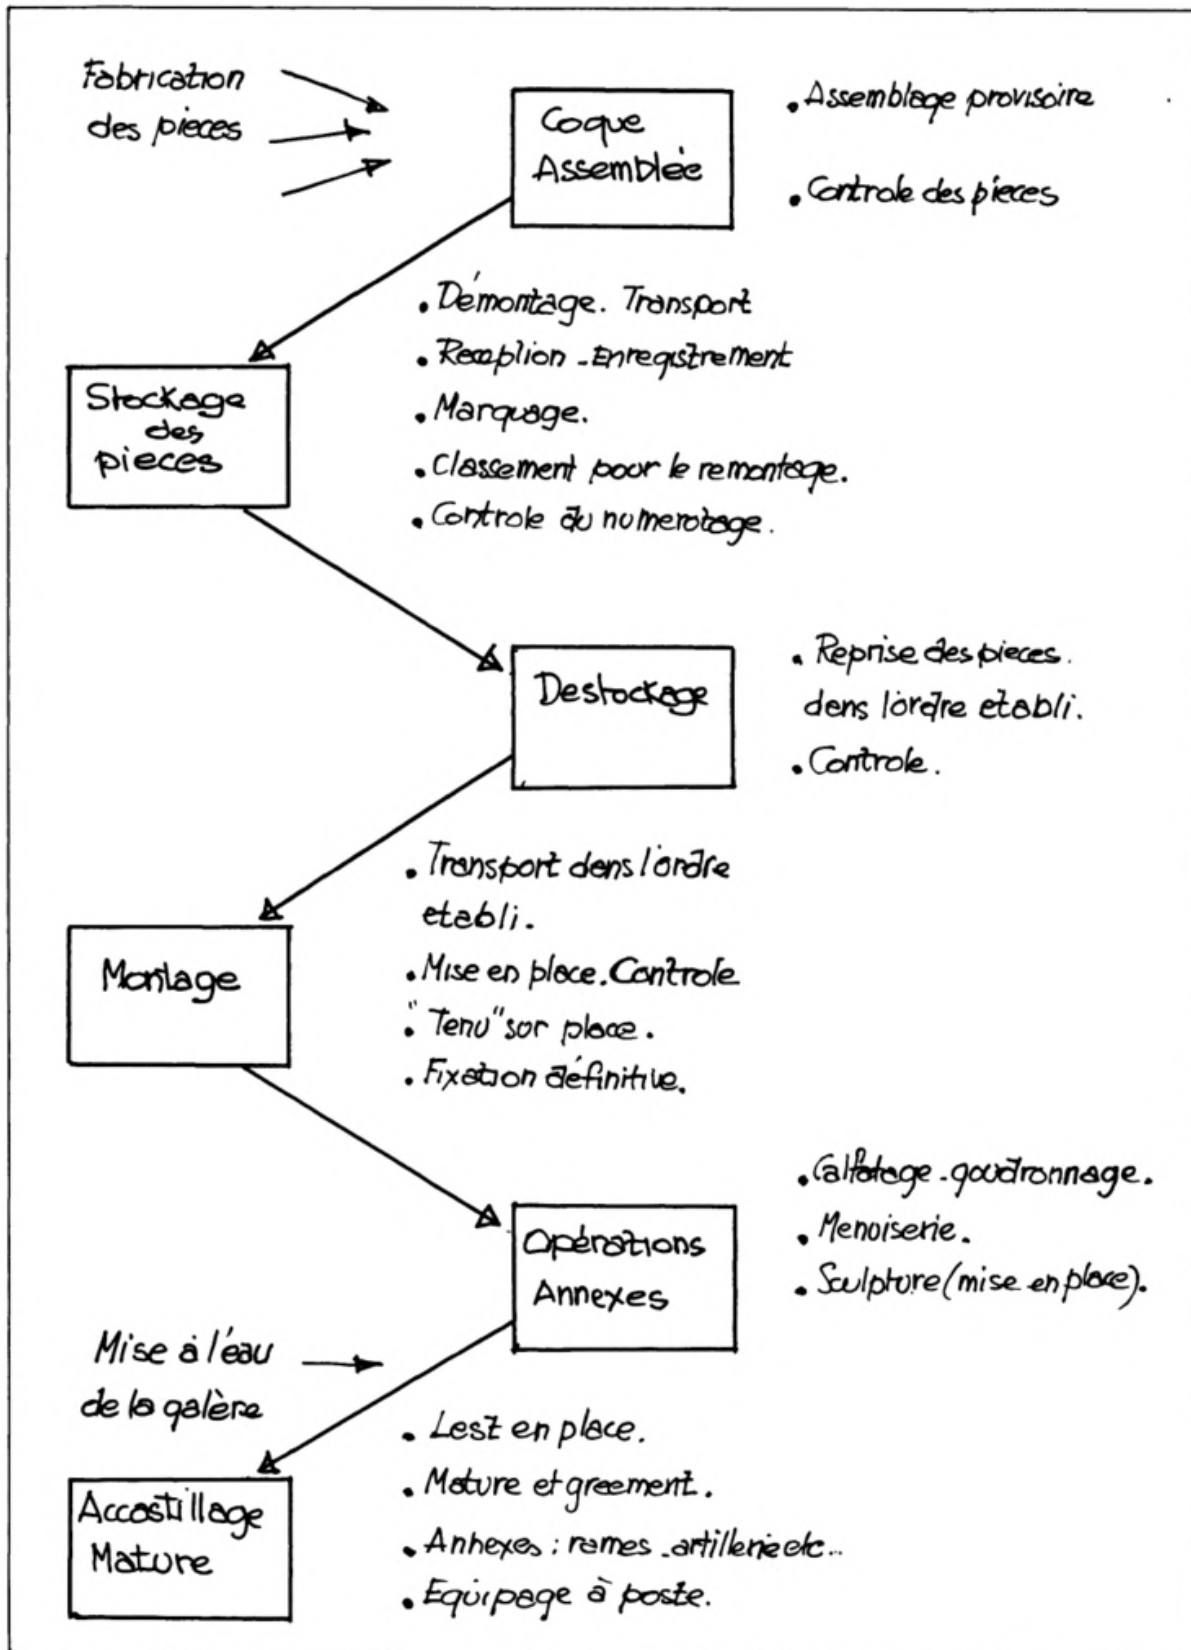 Fabrication
des pieces
Coque
Assemblée
. Assemblage provisoire
. Controle des pieces
. Démontage. Transport
. Reception - Enregistrement
. Marquage.
. Classement pour le remontage.
. Controle du numerotage.
Stockage
des
pieces
Destockage
. Reprise des pieces.
dans l'ordre etabli.
. Controle.
. Transport dans l'ordre
etabli.
. Mise en place. Controle
. "Tenu" sur place.
. Fixation définitive.
Montage
Opérations
Annexes
. Calfatage - goudronnage.
. Menuiserie.
. Sculpture (mise en place).
Mise à l'eau
de la galère
. Lest en place.
. Mature et greement.
. Annexes : rames - artillerie etc...
. Equipage à poste.
Accastillage
Mature